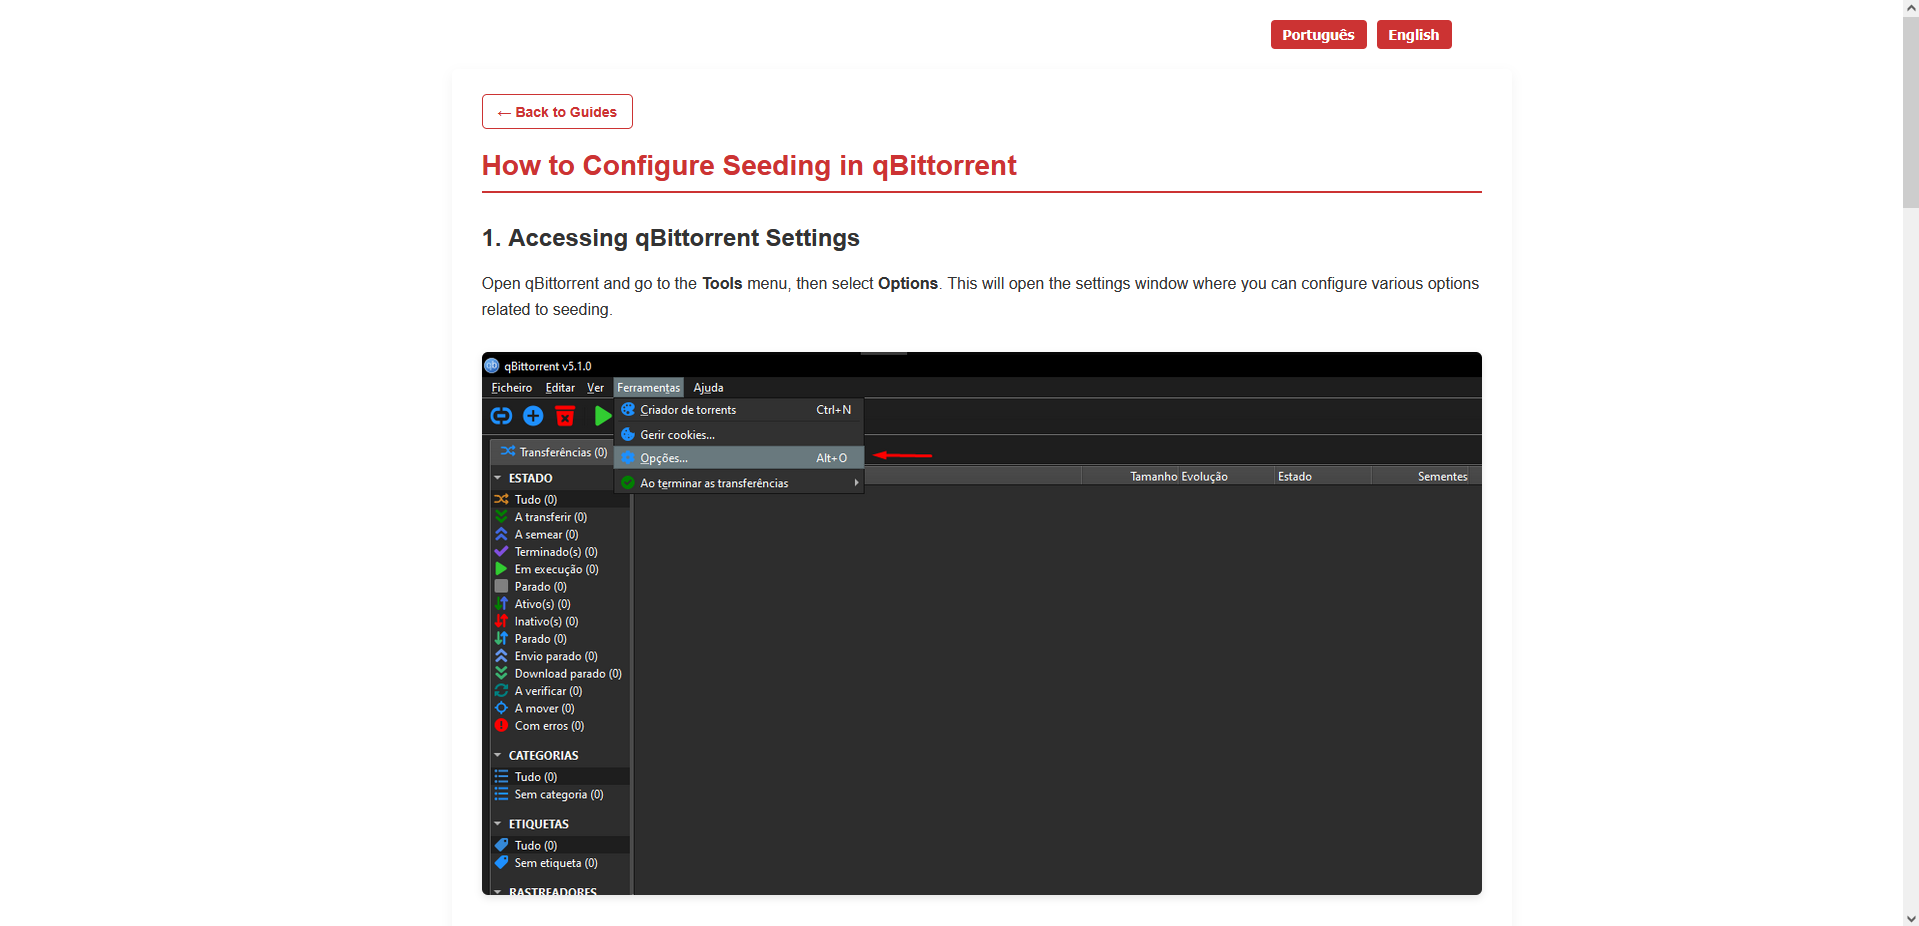 Português English
← Back to Guides
How to Configure Seeding in qBittorrent
1. Accessing qBittorrent Settings
Open qBittorrent and go to the Tools menu, then select Options. This will open the settings window where you can configure various options
related to seeding.
qBittorrent v5.1.0
Ficheiro Editar Ver Ferramentas Ajuda
Criador de torrents Ctrl+N
Gerir cookies...
Opções... Alt+O
Ao terminar as transferências
Transferências (0)
Tamanho Evolução Estado Sementes
ESTADO
Tudo (0)
A transferir (0)
A semear (0)
Terminado(s) (0)
Em execução (0)
Parado (0)
Ativo(s) (0)
Inativo(s) (0)
Parado (0)
Envio parado (0)
Download parado (0)
A verificar (0)
A mover (0)
Com erros (0)
CATEGORIAS
Tudo (0)
Sem categoria (0)
ETIQUETAS
Tudo (0)
Sem etiqueta (0)
RASTREADORES